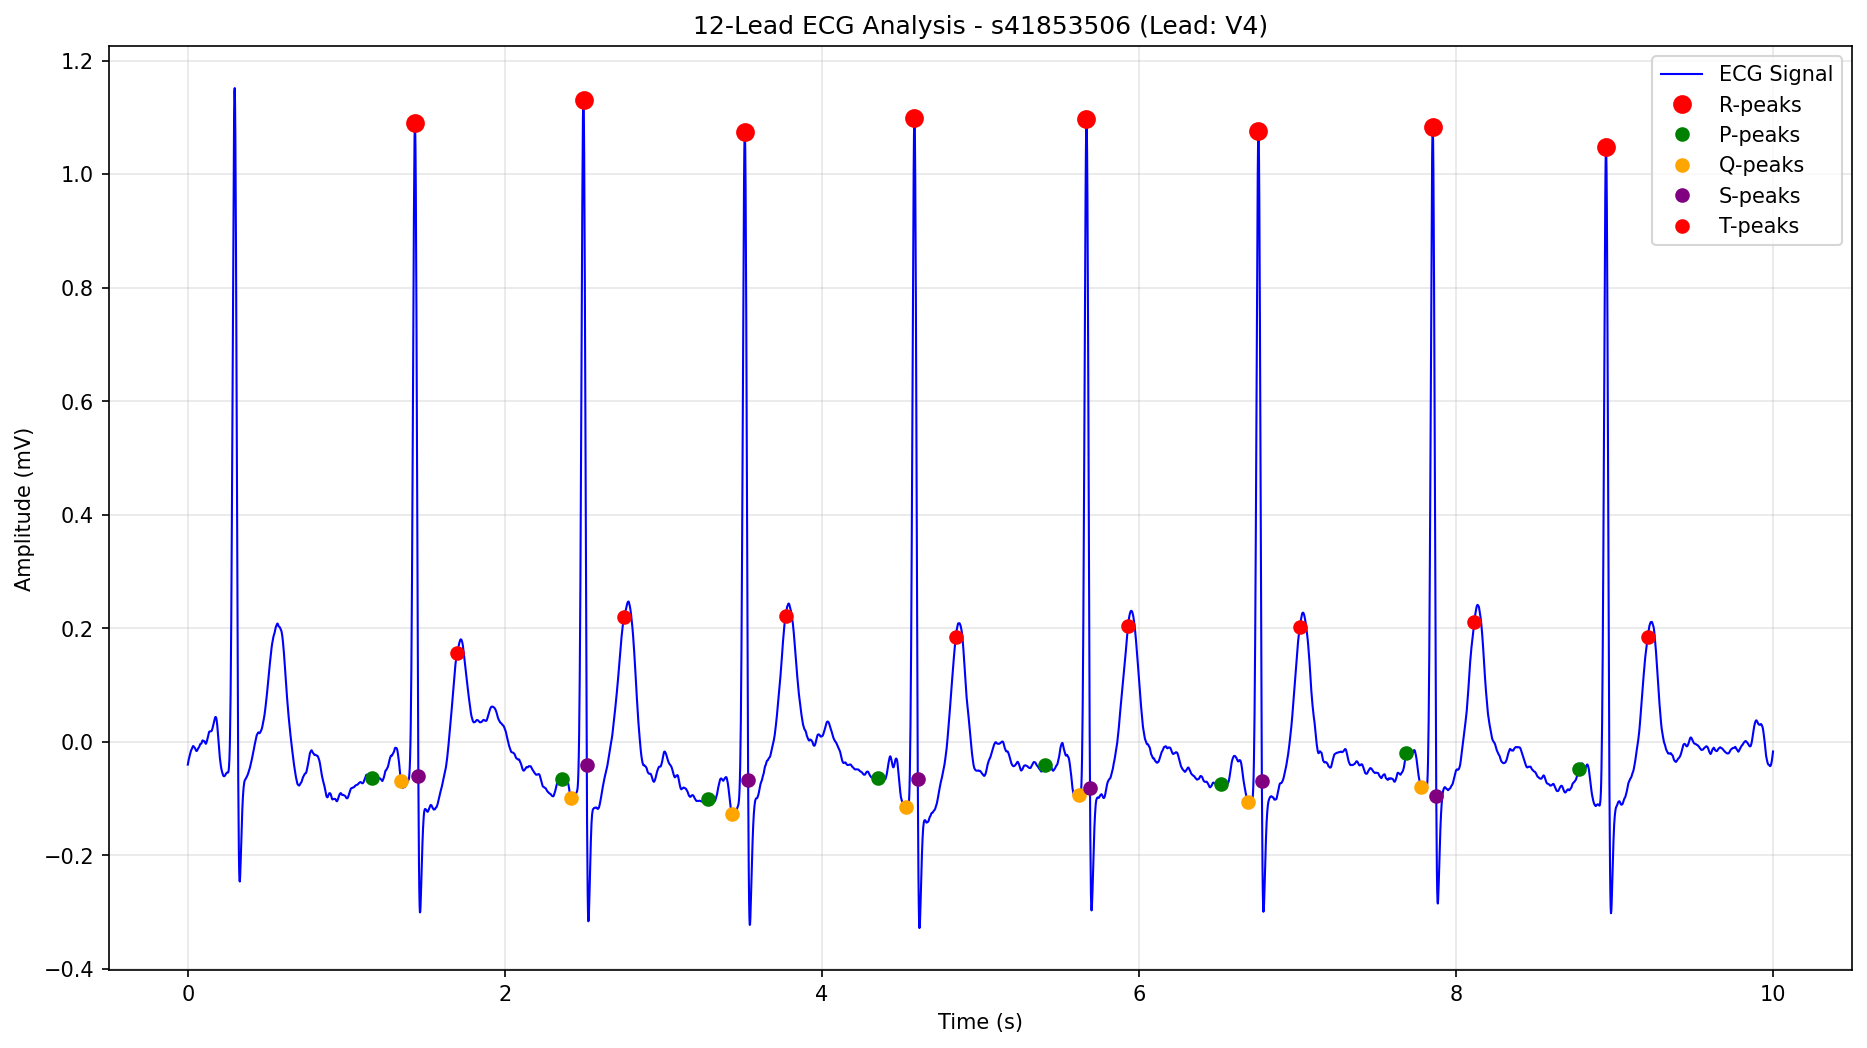 12-Lead ECG Analysis - s41853506 (Lead: V4)
ECG Signal
R-peaks
P-peaks
Q-peaks
S-peaks
T-peaks
Amplitude (mV)
1.2
1.0
0.8
0.6
0.4
0.2
0.0
−0.2
−0.4
0 2 4 6 8 10
Time (s)